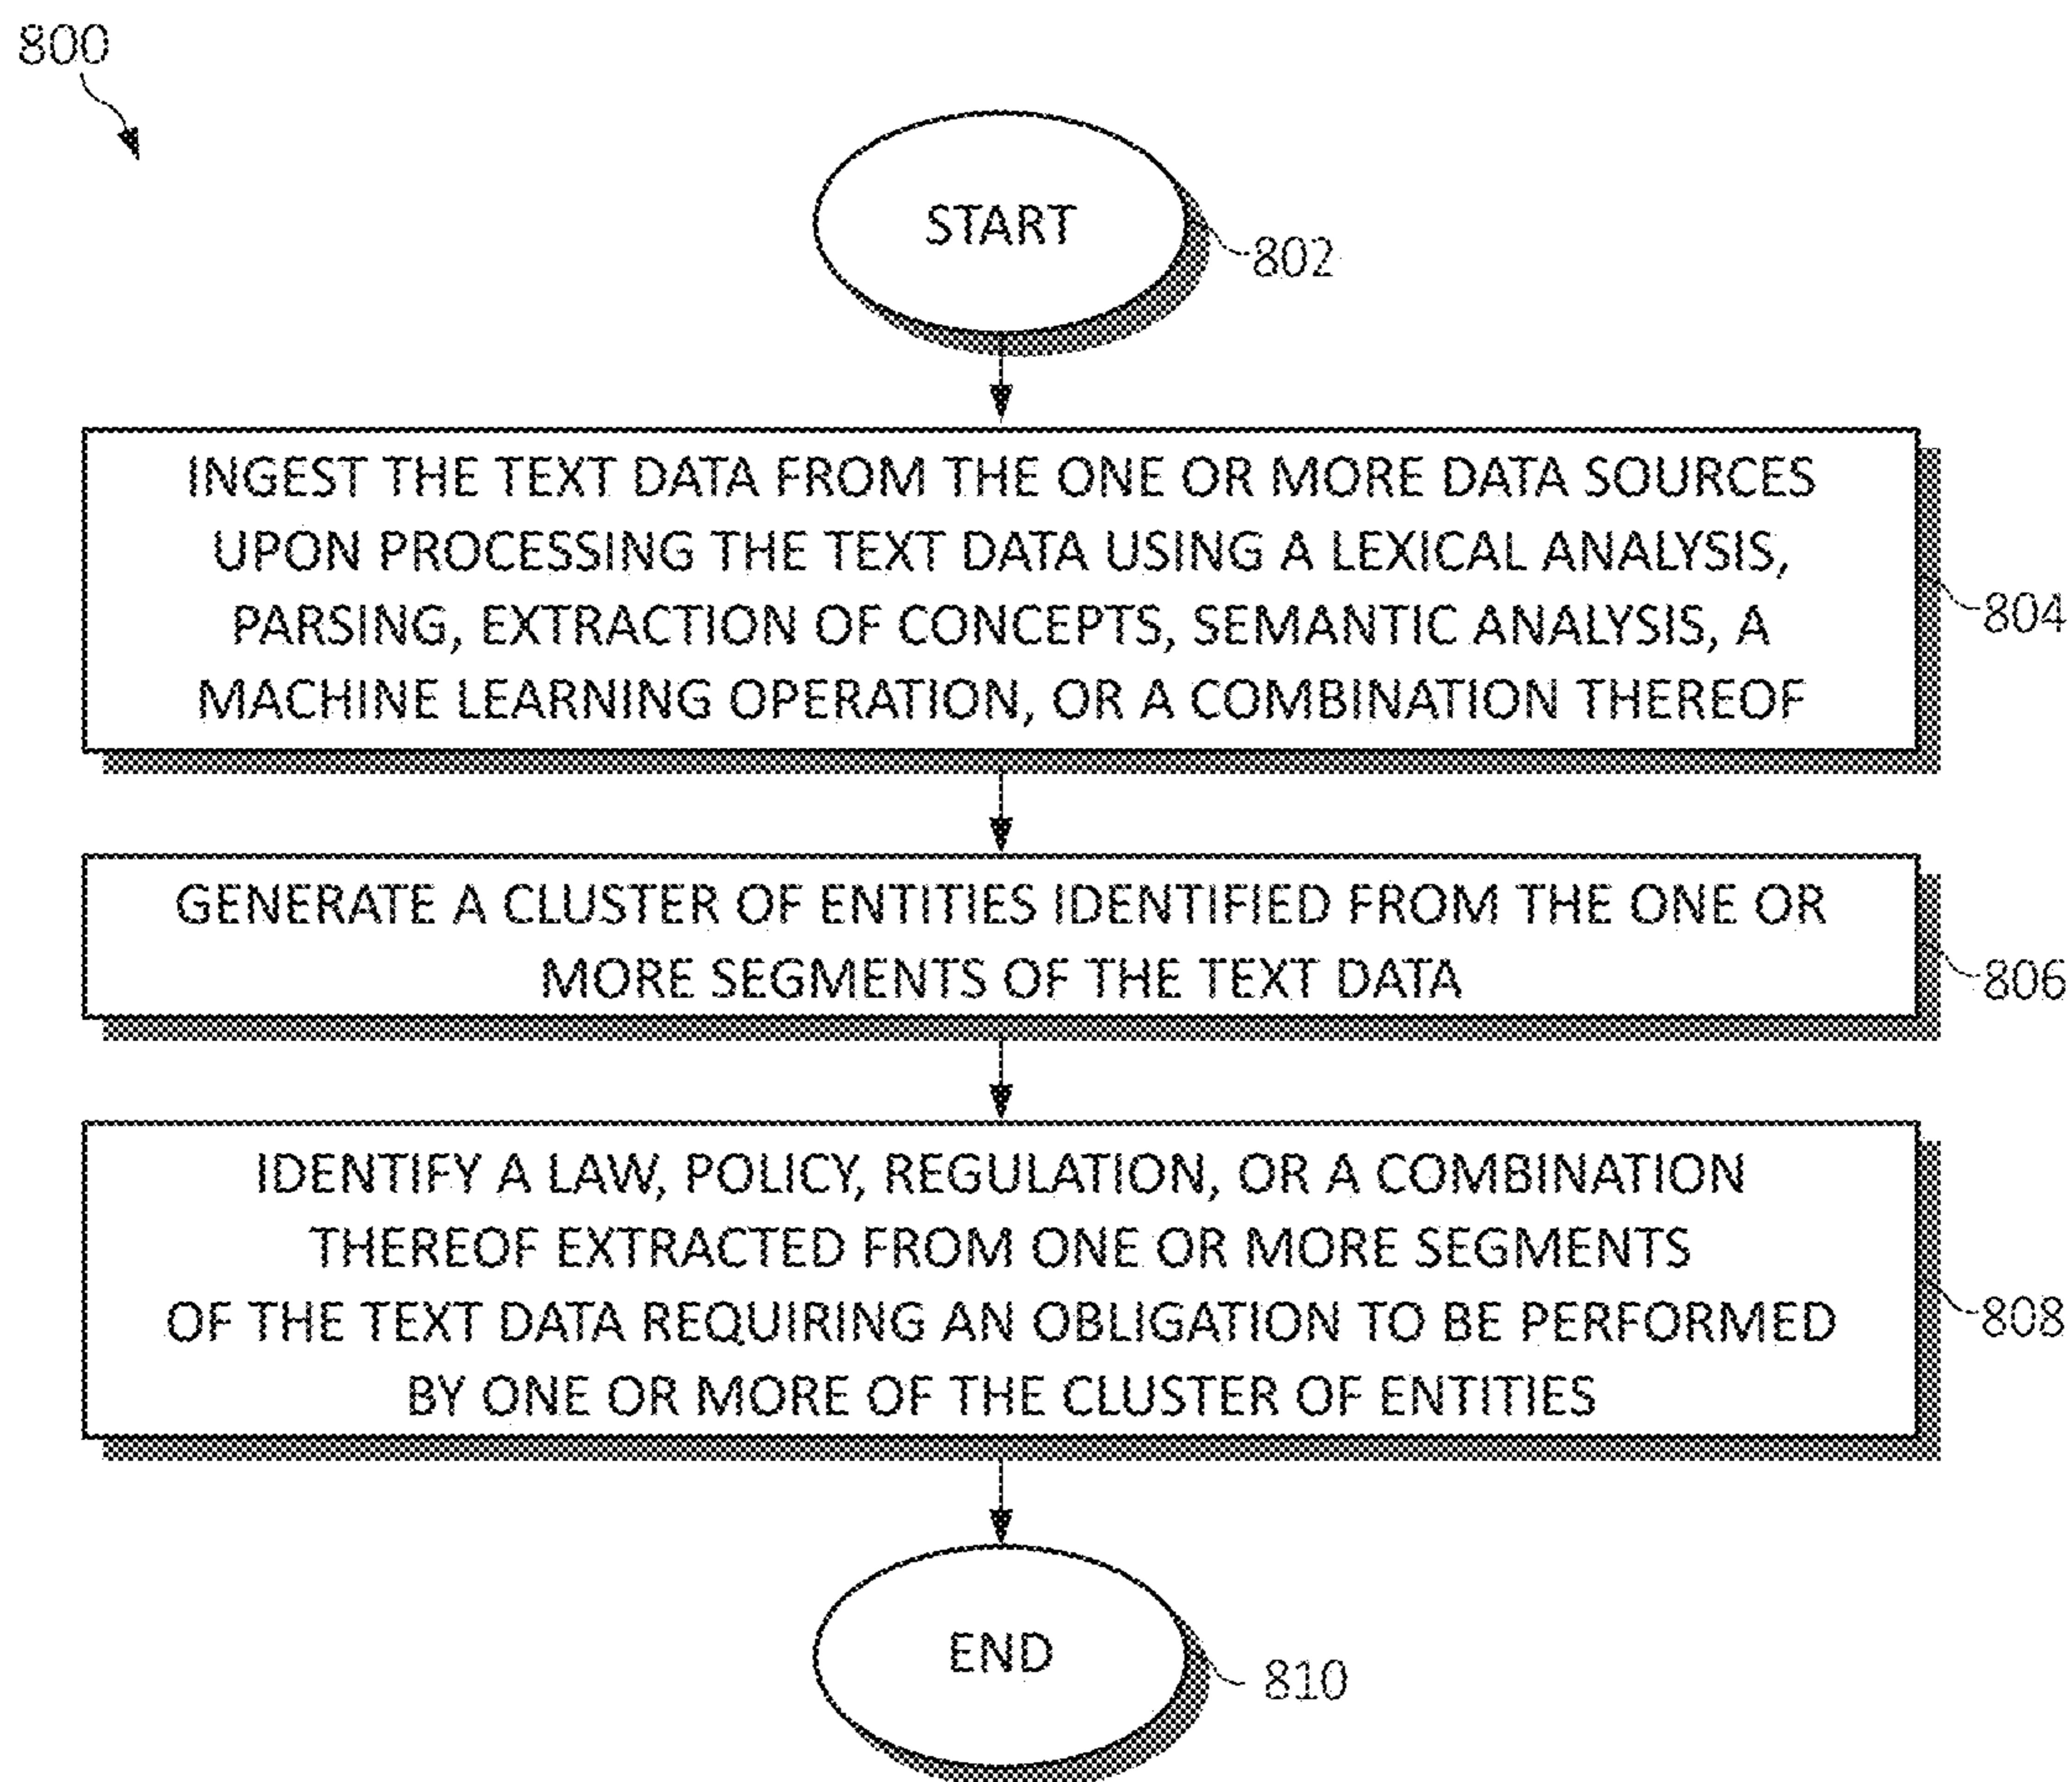 800
START
802
INGEST THE TEXT DATA FROM THE ONE OR MORE DATA SOURCES
UPON PROCESSING THE TEXT DATA USING A LEXICAL ANALYSIS,
PARSING, EXTRACTION OF CONCEPTS, SEMANTIC ANALYSIS, A
MACHINE LEARNING OPERATION, OR A COMBINATION THEREOF
804
GENERATE A CLUSTER OF ENTITIES IDENTIFIED FROM THE ONE OR
MORE SEGMENTS OF THE TEXT DATA
806
IDENTIFY A LAW, POLICY, REGULATION, OR A COMBINATION
THEREOF EXTRACTED FROM ONE OR MORE SEGMENTS
OF THE TEXT DATA REQUIRING AN OBLIGATION TO BE PERFORMED
BY ONE OR MORE OF THE CLUSTER OF ENTITIES
808
END
810